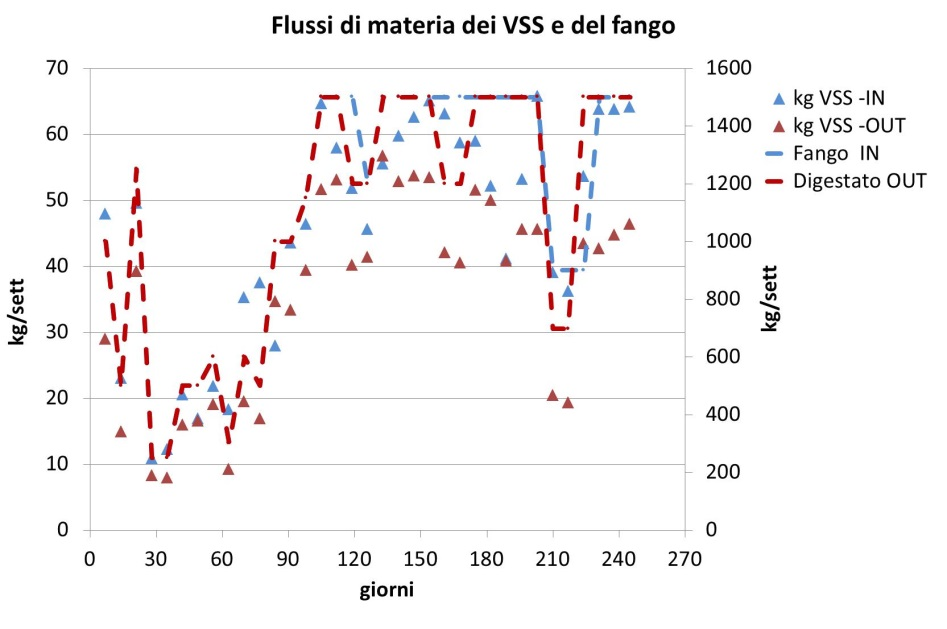 Flussi di materia dei VSS e del fango
70
60
50
40
30
20
10
0
kg/sett
1600
1400
1200
1000
800
600
400
200
0
kg/sett
0 30 60 90 120 150 180 210 240 270
giorni
kg VSS -IN
kg VSS -OUT
Fango IN
Digestato OUT